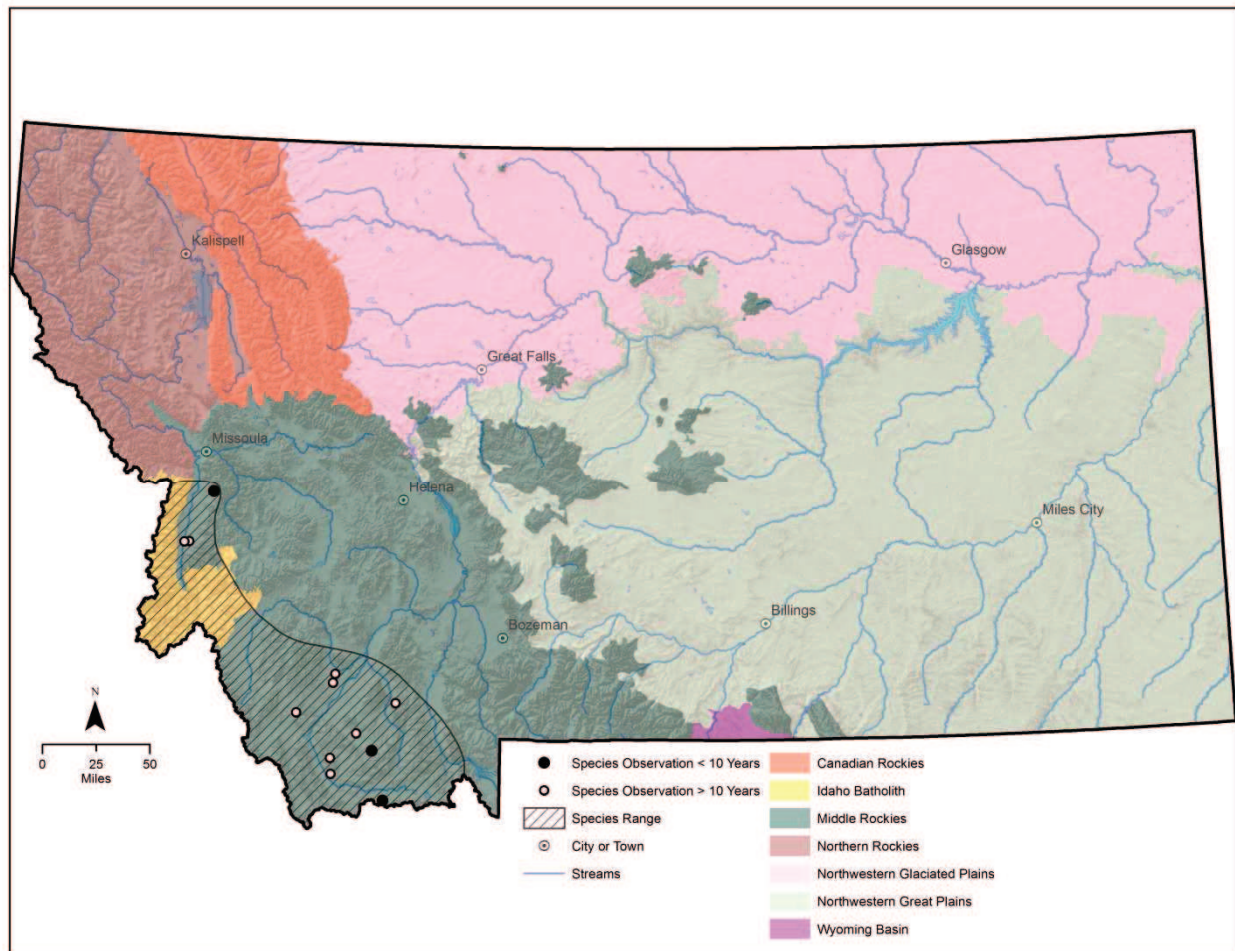 Kalispell
Glasgow
Great Falls
Missoula
Helena
Miles City
Billings
Bozeman
N
0 25 50
Miles
Species Observation < 10 Years
Species Observation > 10 Years
Species Range
City or Town
Streams
Canadian Rockies
Idaho Batholith
Middle Rockies
Northern Rockies
Northwestern Glaciated Plains
Northwestern Great Plains
Wyoming Basin